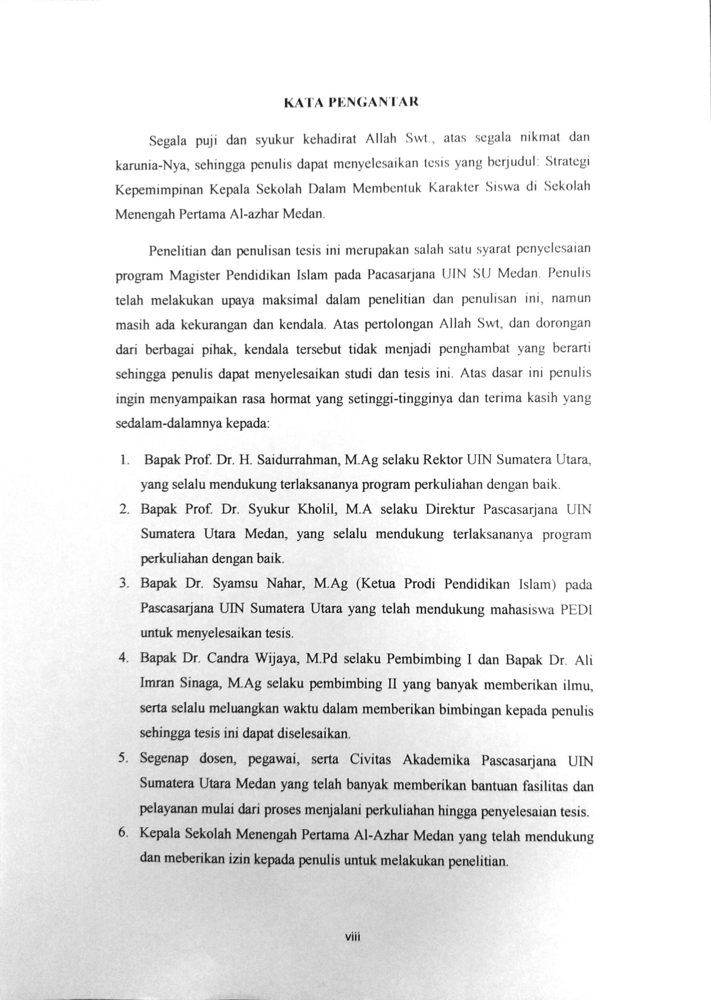 KATA PENGANTAR
Segala puji dan syukur kehadirat Allah Swt., atas segala nikmat dan
karunia-Nya, sehingga penulis dapat menyelesaikan tesis yang berjudul: Strategi
Kepemimpinan Kepala Sekolah Dalam Membentuk Karakter Siswa di Sekolah
Menengah Pertama Al-azhar Medan.
Penelitian dan penulisan tesis ini merupakan salah satu syarat penyelesaian
program Magister Pendidikan Islam pada Pacasarjana UIN SU Medan. Penulis
telah melakukan upaya maksimal dalam penelitian dan penulisan ini, namun
masih ada kekurangan dan kendala. Atas pertolongan Allah Swt, dan dorongan
dari berbagai pihak, kendala tersebut tidak menjadi penghambat yang berarti
sehingga penulis dapat menyelesaikan studi dan tesis ini. Atas dasar ini penulis
ingin menyampaikan rasa hormat yang setinggi-tingginya dan terima kasih yang
sedalam-dalamnya kepada:
1. Bapak Prof. Dr. H. Saidurrahman, M.Ag selaku Rektor UIN Sumatera Utara,
yang selalu mendukung terlaksananya program perkuliahan dengan baik.
2. Bapak Prof. Dr. Syukur Kholil, M.A selaku Direktur Pascasarjana UIN
Sumatera Utara Medan, yang selalu mendukung terlaksananya program
perkuliahan dengan baik.
3. Bapak Dr. Syamsu Nahar, M.Ag (Ketua Prodi Pendidikan Islam) pada
Pascasarjana UIN Sumatera Utara yang telah mendukung mahasiswa PEDI
untuk menyelesaikan tesis.
4. Bapak Dr. Candra Wijaya, M.Pd selaku Pembimbing I dan Bapak Dr. Ali
Imran Sinaga, M.Ag selaku pembimbing II yang banyak memberikan ilmu,
serta selalu meluangkan waktu dalam memberikan bimbingan kepada penulis
sehingga tesis ini dapat diselesaikan.
5. Segenap dosen, pegawai, serta Civitas Akademika Pascasarjana UIN
Sumatera Utara Medan yang telah banyak memberikan bantuan fasilitas dan
pelayanan mulai dari proses menjalani perkuliahan hingga penyelesaian tesis.
6. Kepala Sekolah Menengah Pertama Al-Azhar Medan yang telah mendukung
dan meberikan izin kepada penulis untuk melakukan penelitian.
viii